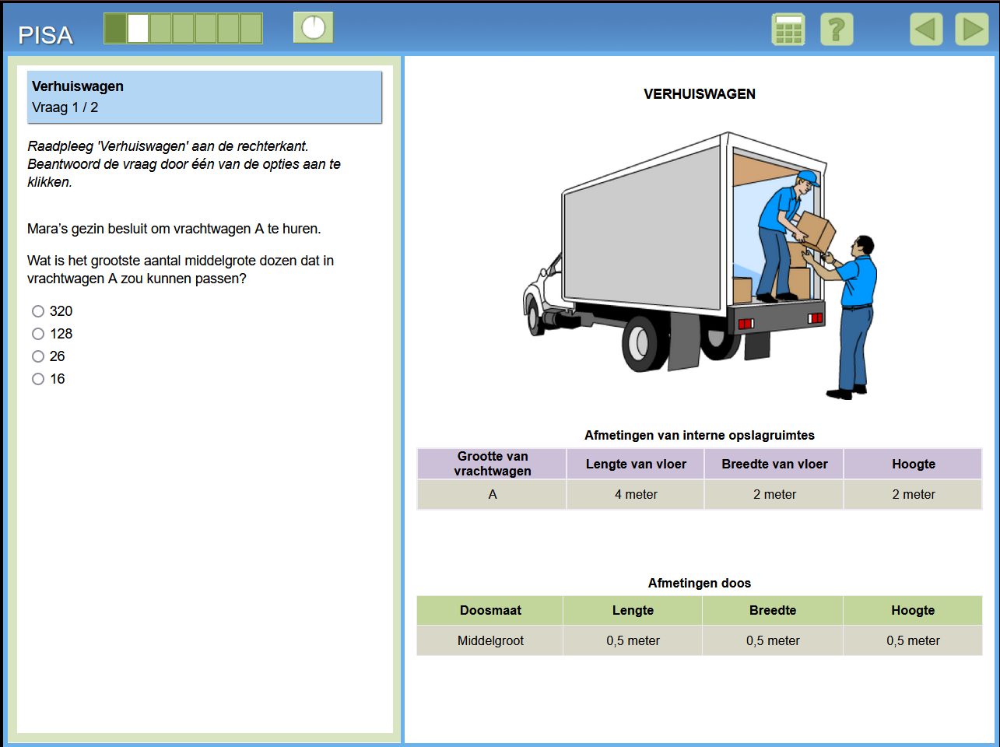 PISA
Verhuiswagen
Vraag 1 / 2
Raadpleeg 'Verhuiswagen' aan de rechterkant.
Beantwoord de vraag door één van de opties aan te
klikken.
Mara’s gezin besluit om vrachtwagen A te huren.
Wat is het grootste aantal middelgrote dozen dat in
vrachtwagen A zou kunnen passen?
320
128
26
16
VERHUISWAGEN
Afmetingen van interne opslagruimtes
Grootte van
vrachtwagen
Lengte van vloer
Breedte van vloer
Hoogte
A
4 meter
2 meter
2 meter
Afmetingen doos
Doosmaat
Lengte
Breedte
Hoogte
Middelgroot
0,5 meter
0,5 meter
0,5 meter